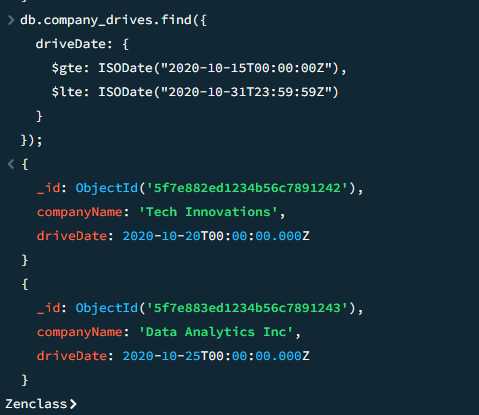 > db.company_drives.find({
driveDate: {
$gte: ISODate("2020-10-15T00:00:00Z"),
$lte: ISODate("2020-10-31T23:59:59Z")
}
});
< {
_id: ObjectId('5f7e882ed1234b56c7891242'),
companyName: 'Tech Innovations',
driveDate: 2020-10-20T00:00:00.000Z
}
{
_id: ObjectId('5f7e883ed1234b56c7891243'),
companyName: 'Data Analytics Inc',
driveDate: 2020-10-25T00:00:00.000Z
}
Zenclass>